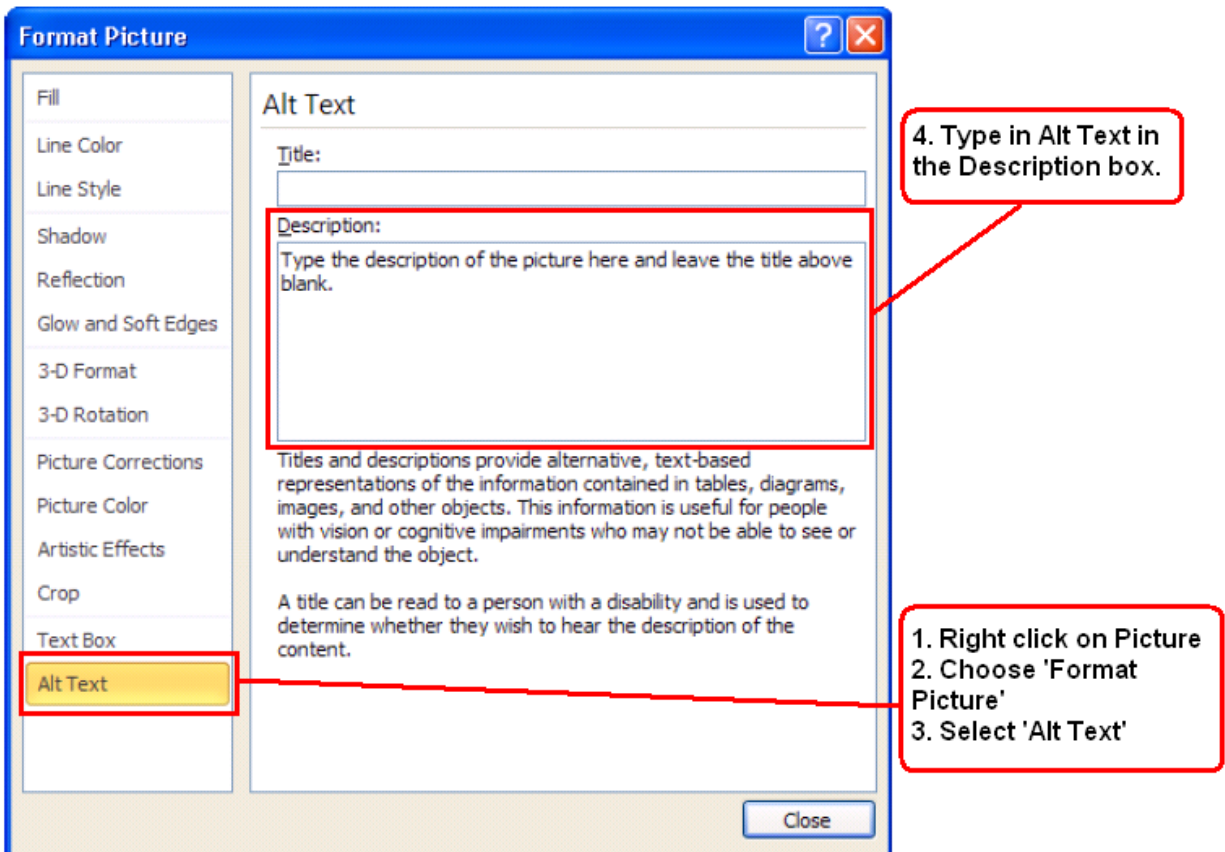 Format Picture
Fill
Line Color
Line Style
Shadow
Reflection
Glow and Soft Edges
3-D Format
3-D Rotation
Picture Corrections
Picture Color
Artistic Effects
Crop
Text Box
Alt Text
Alt Text
Title:
Description:
Type the description of the picture here and leave the title above
blank.
Titles and descriptions provide alternative, text-based
representations of the information contained in tables, diagrams,
images, and other objects. This information is useful for people
with vision or cognitive impairments who may not be able to see or
understand the object.
A title can be read to a person with a disability and is used to
determine whether they wish to hear the description of the
content.
Close
4. Type in Alt Text in
the Description box.
1. Right click on Picture
2. Choose 'Format
Picture'
3. Select 'Alt Text'